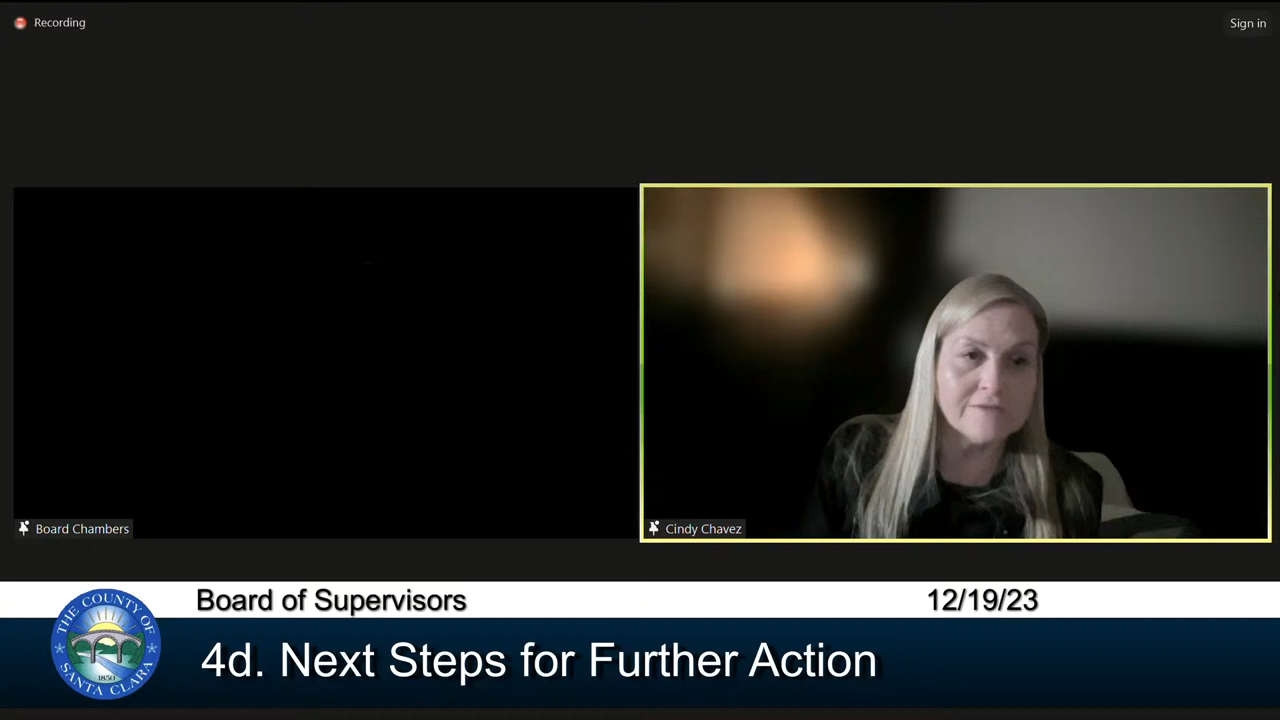 Recording
Sign in
Board Chambers
Cindy Chavez
Board of Supervisors
12/19/23
4d. Next Steps for Further Action
THE COUNTY OF
SANTA CLARA
1850